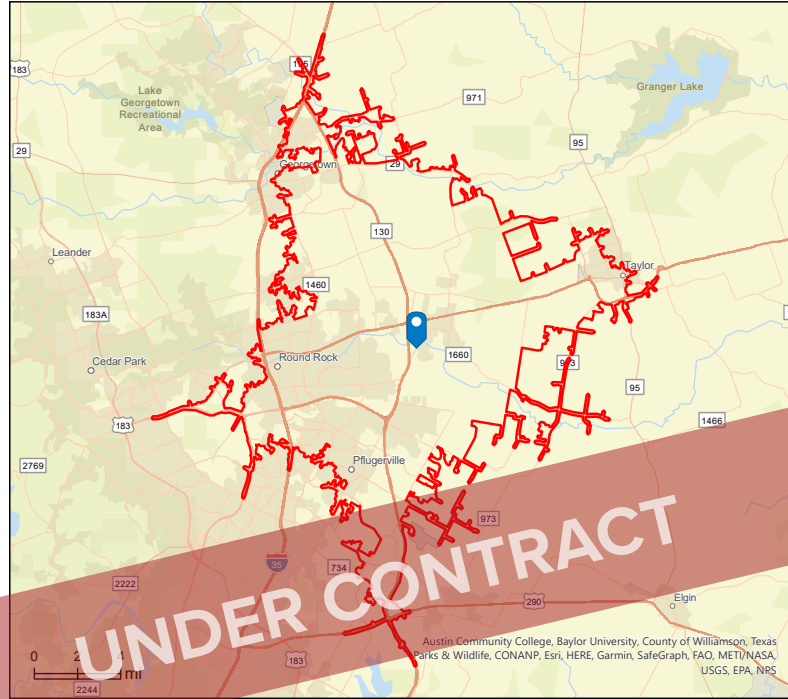 195
183
971
Granger Lake
Lake
Georgetown
Recreational
Area
29
95
Georgetown
29
130
Leander
Taylor
1460
183A
Cedar Park
Round Rock
1660
973
95
183
1466
2769
Pflugerville
973
35
734
2222
290
Elgin
UNDER CONTRACT
183
Austin Community College, Baylor University, County of Williamson, Texas
Parks & Wildlife, CONANP, Esri, HERE, Garmin, SafeGraph, FAO, METI/NASA,
USGS, EPA, NPS
0 4
mi
2244